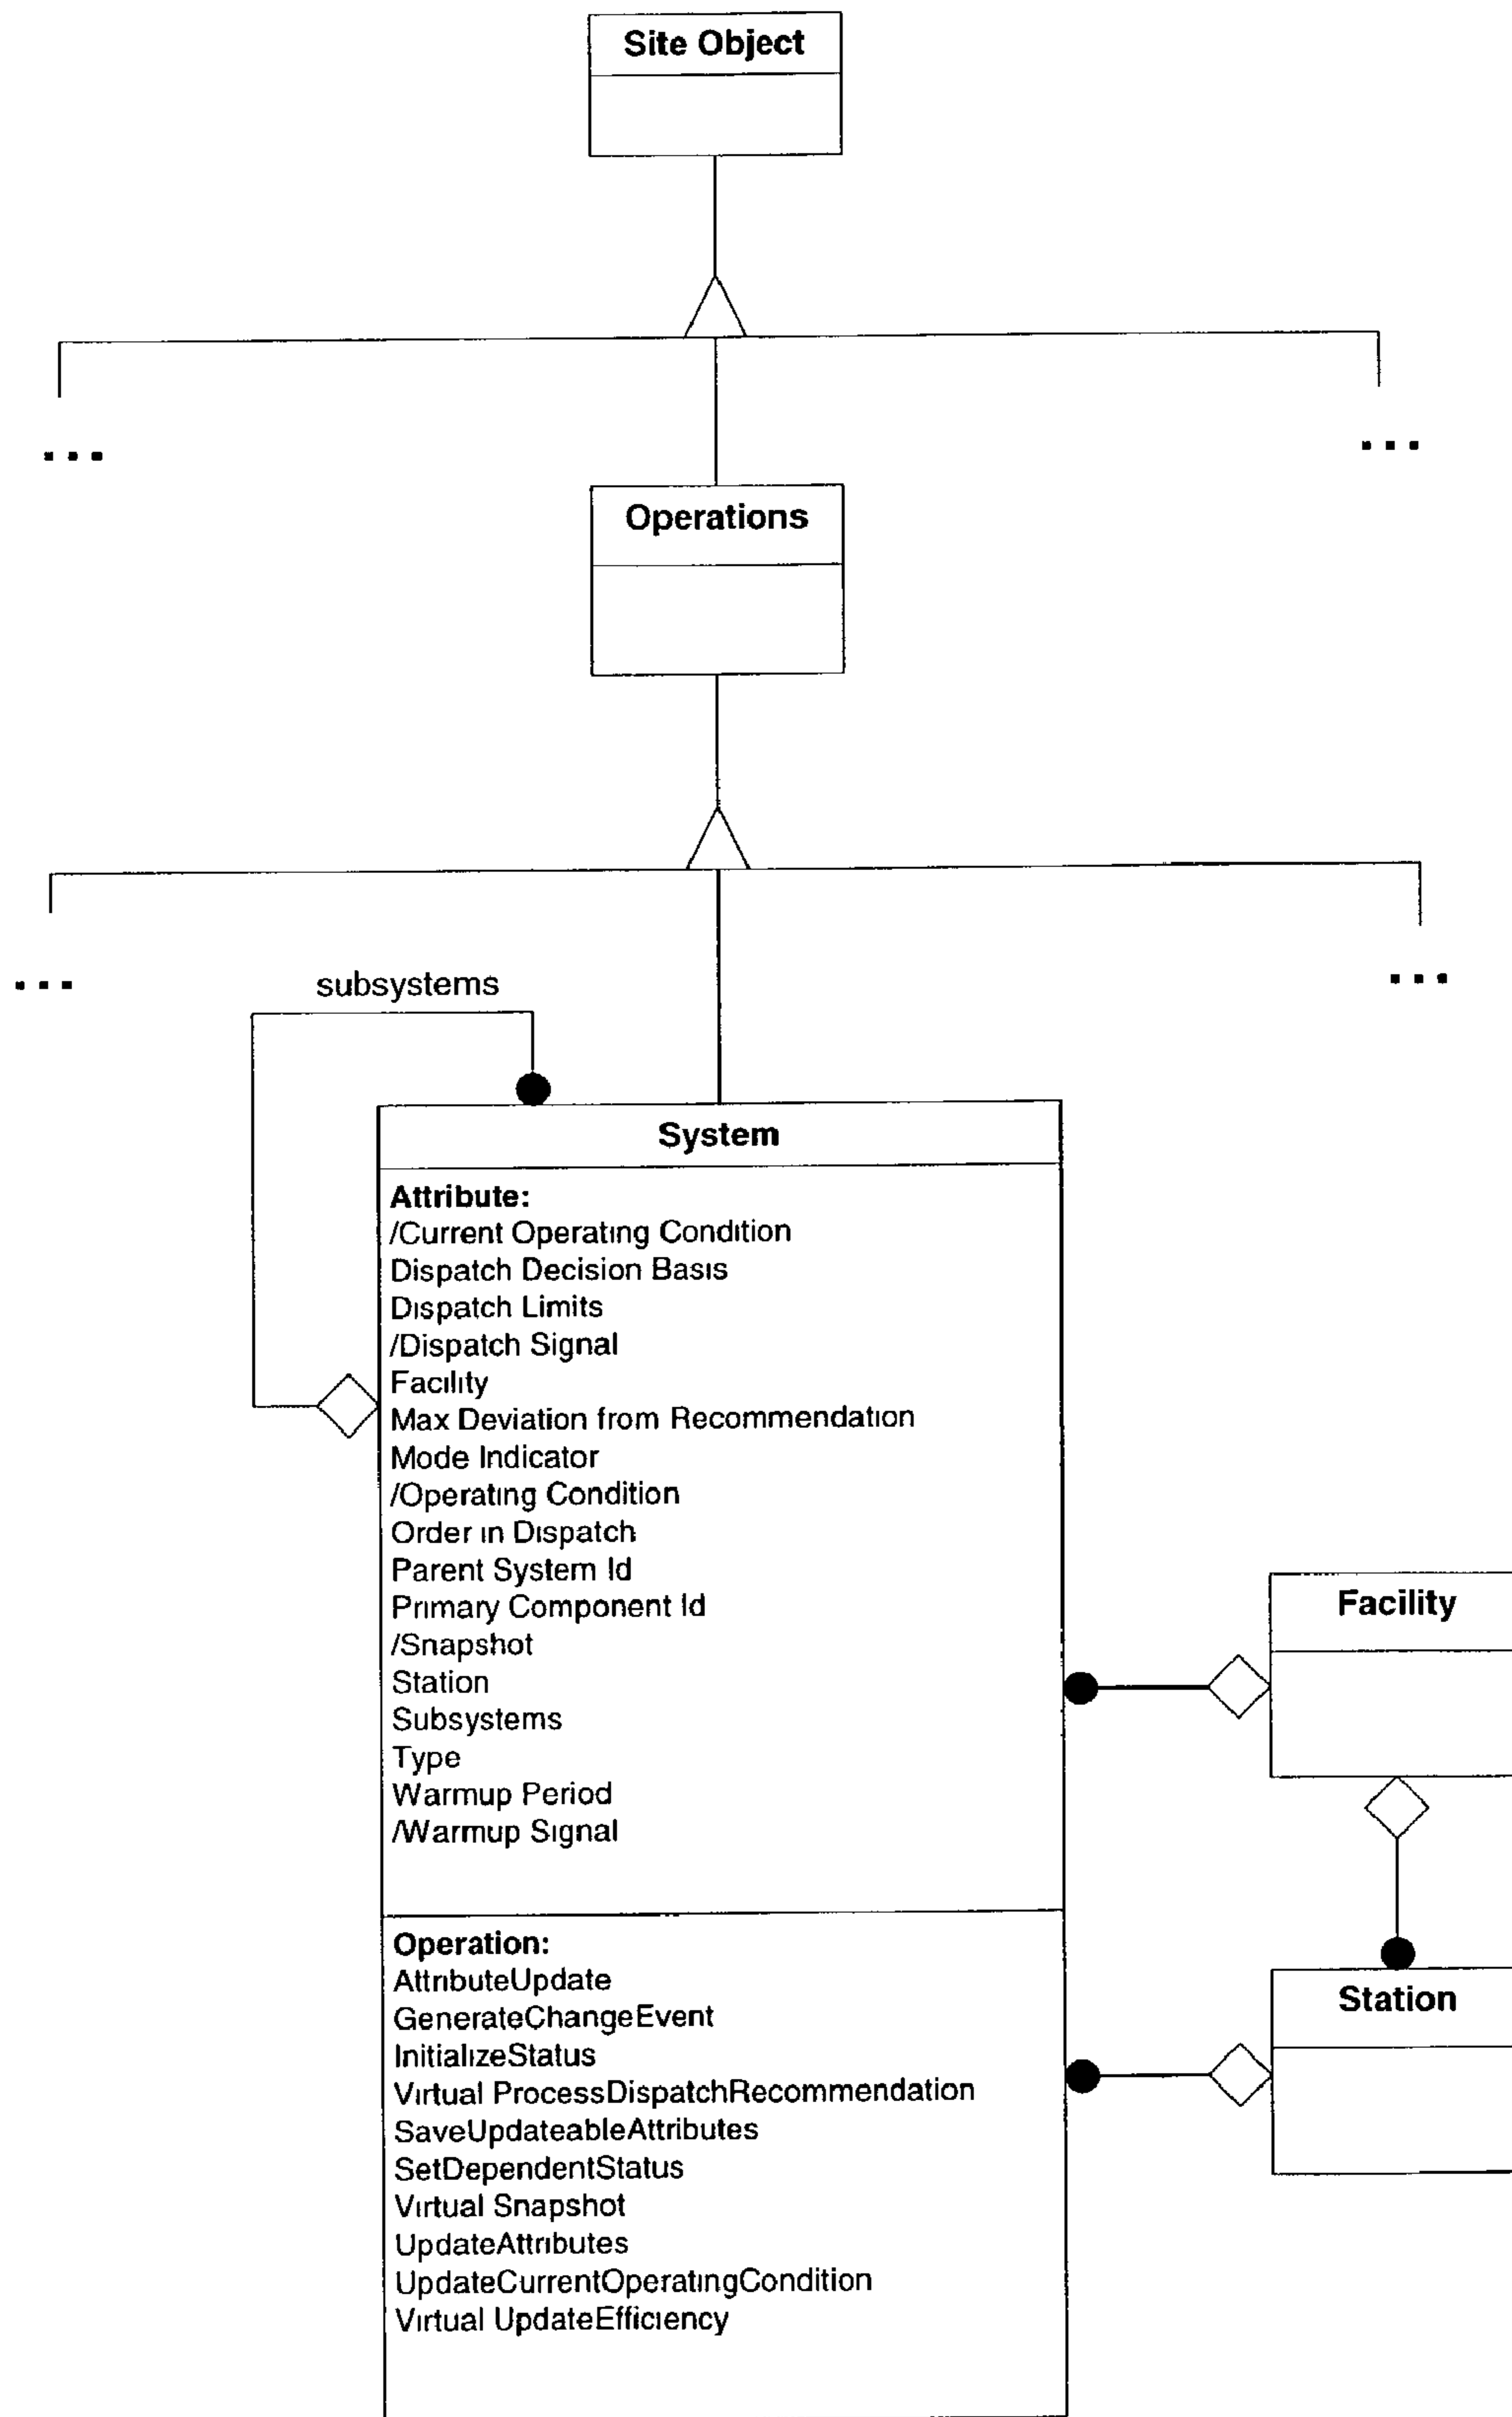 Site Object
...
...
Operations
...
...
subsystems
System
Attribute:
/Current Operating Condition
Dispatch Decision Basis
Dispatch Limits
/Dispatch Signal
Facility
Max Deviation from Recommendation
Mode Indicator
/Operating Condition
Order in Dispatch
Parent System Id
Primary Component Id
/Snapshot
Station
Subsystems
Type
Warmup Period
/Warmup Signal
Operation:
AttributeUpdate
GenerateChangeEvent
InitializeStatus
Virtual ProcessDispatchRecommendation
SaveUpdateableAttributes
SetDependentStatus
Virtual Snapshot
UpdateAttributes
UpdateCurrentOperatingCondition
Virtual UpdateEfficiency
Facility
Station